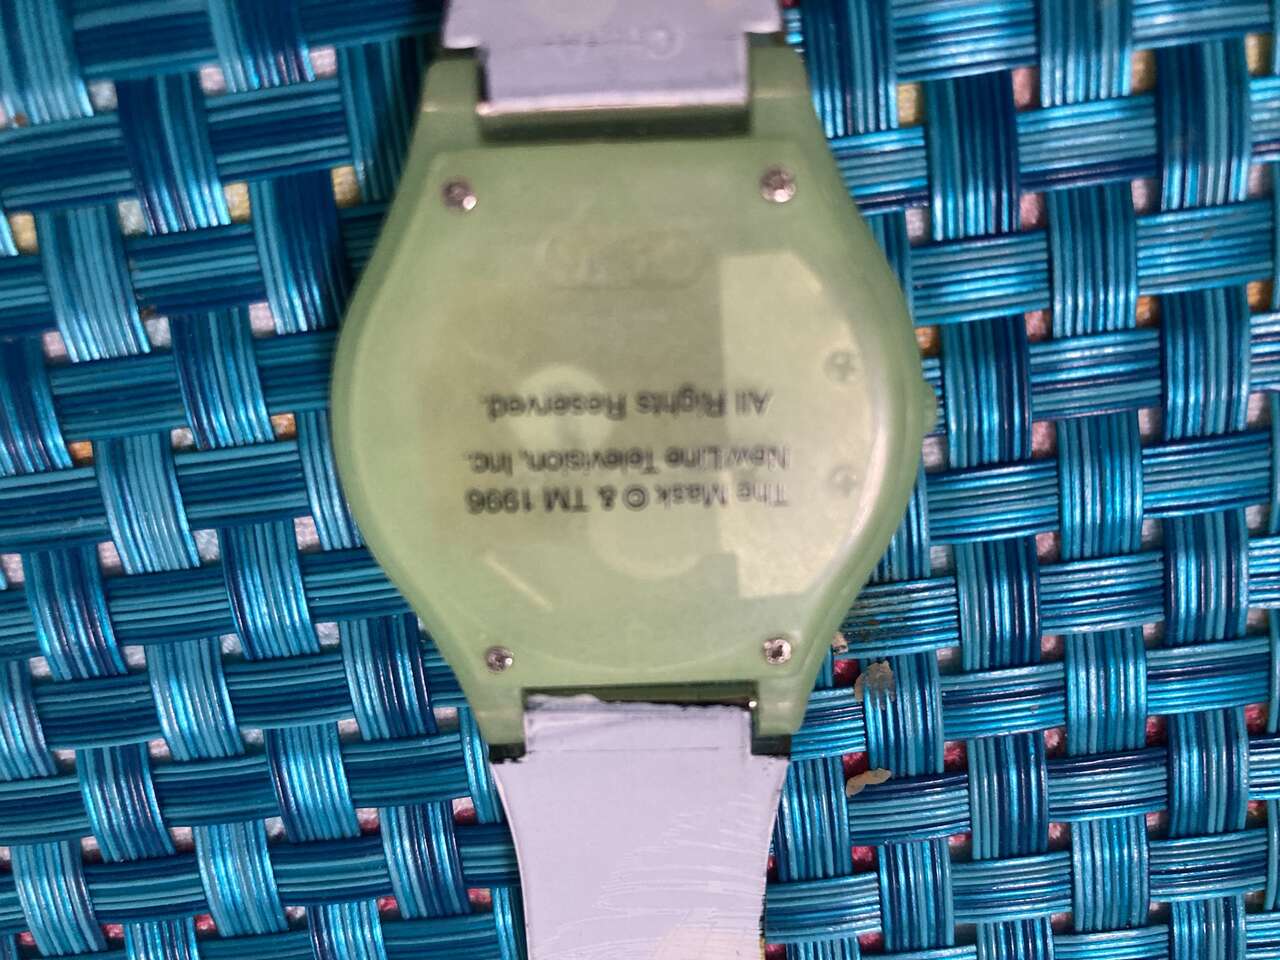 The Mask © & TM 1996
New Line Television, Inc.
All Rights Reserved.